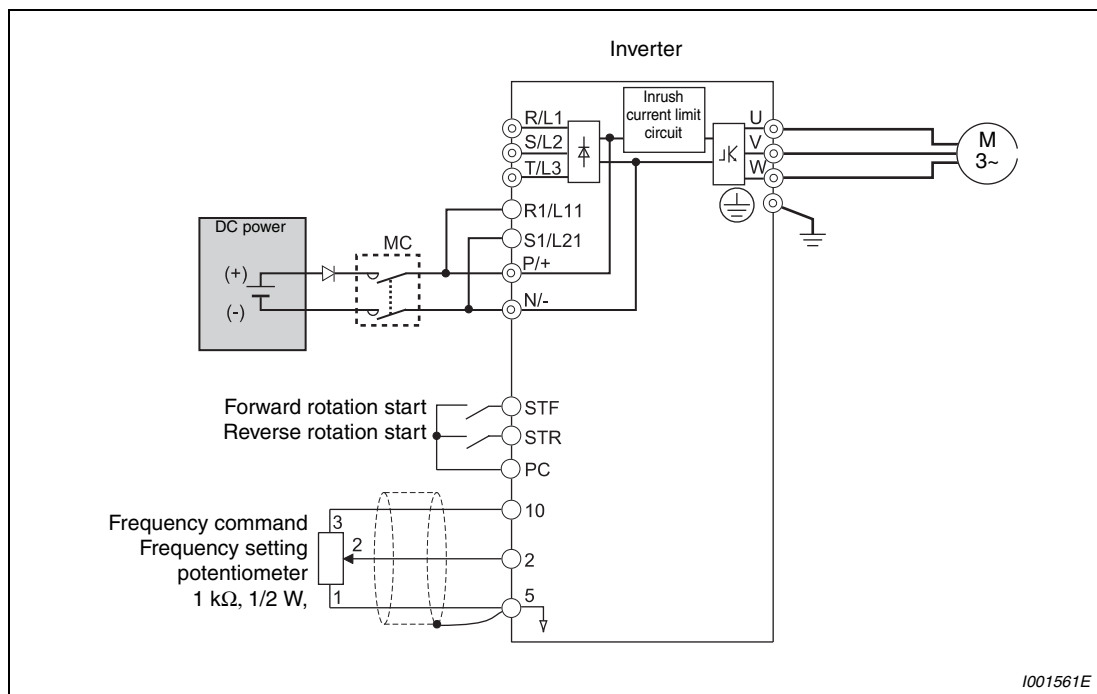 Inverter
Inrush
current limit
circuit
R/L1
S/L2
T/L3
U
V
W
M
3~
R1/L11
S1/L21
DC power
MC
(+)
(-)
P/+
N/-
Forward rotation start
Reverse rotation start
STF
STR
PC
Frequency command
Frequency setting
potentiometer
1 kΩ, 1/2 W,
3
2
1
10
2
5
I001561E